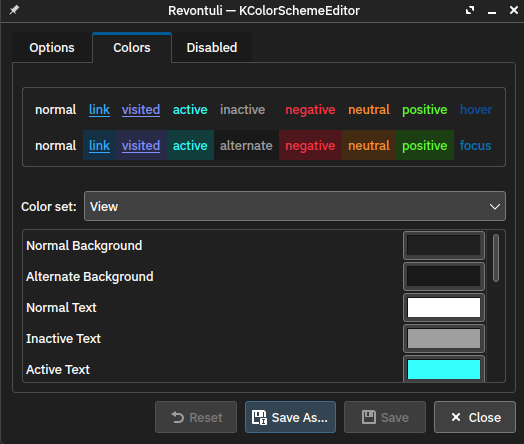 Revontuli — KColorSchemeEditor
Options Colors Disabled
normal link visited active inactive negative neutral positive hover
normal link visited active alternate negative neutral positive focus
Color set: View
Normal Background
Alternate Background
Normal Text
Inactive Text
Active Text
Reset Save As... Save Close